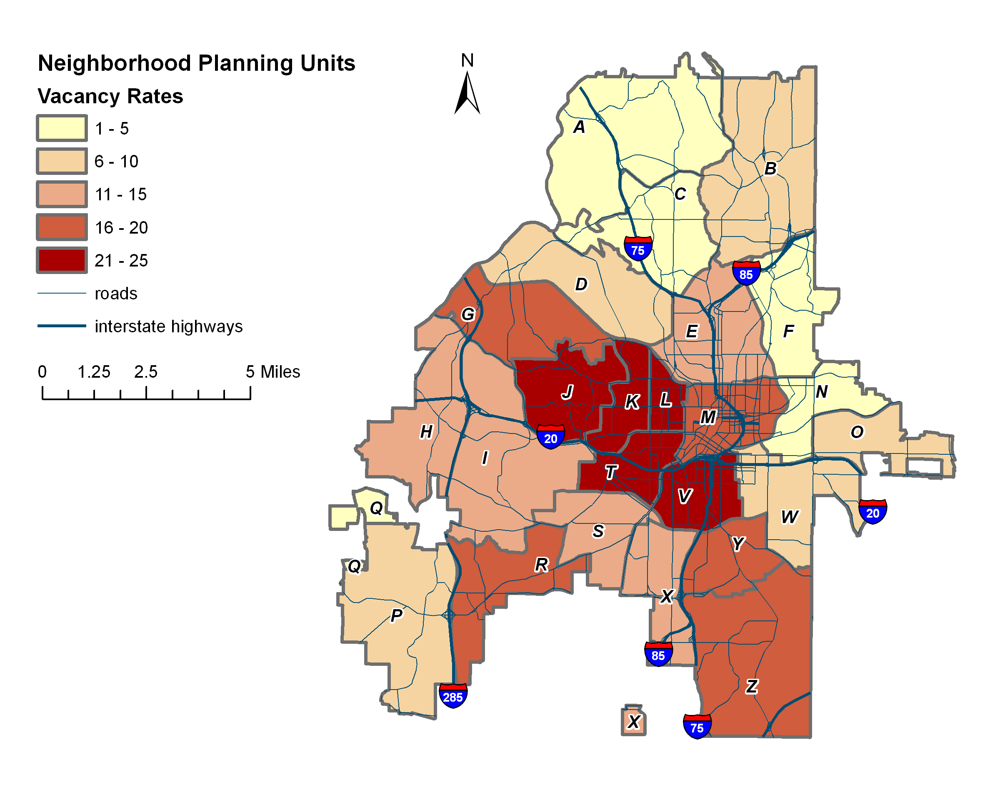 Neighborhood Planning Units
Vacancy Rates
1 - 5
6 - 10
11 - 15
16 - 20
21 - 25
roads
interstate highways
0 1.25 2.5 5 Miles
N
A
B
C
75
85
D
G
E
F
J
K
L
N
M
H
20
O
I
T
V
Q
W
20
S
Y
R
Q
X
P
85
Z
285
X
75